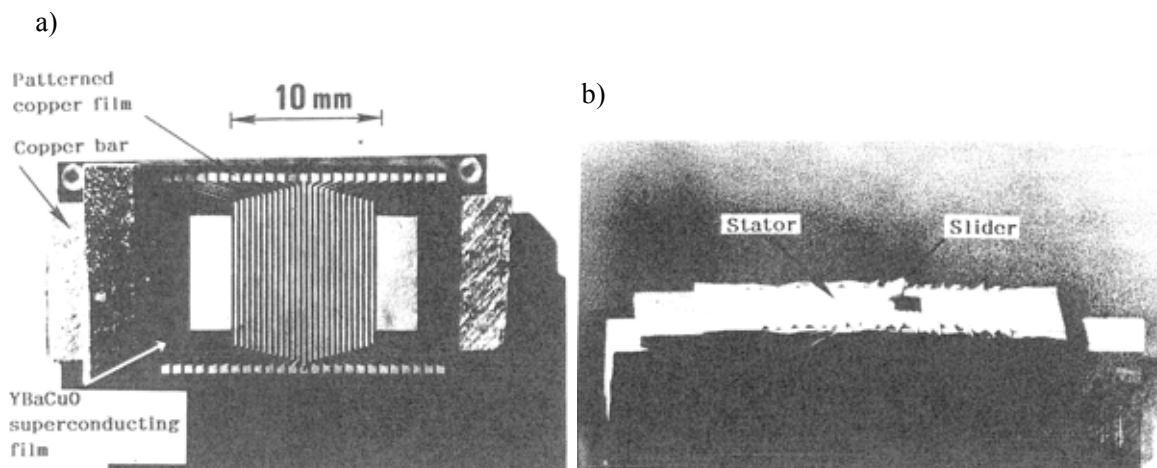 a)
Patterned
copper film
10 mm
Copper bar
YBaCuO
superconducting
film
b)
Stator
Slider